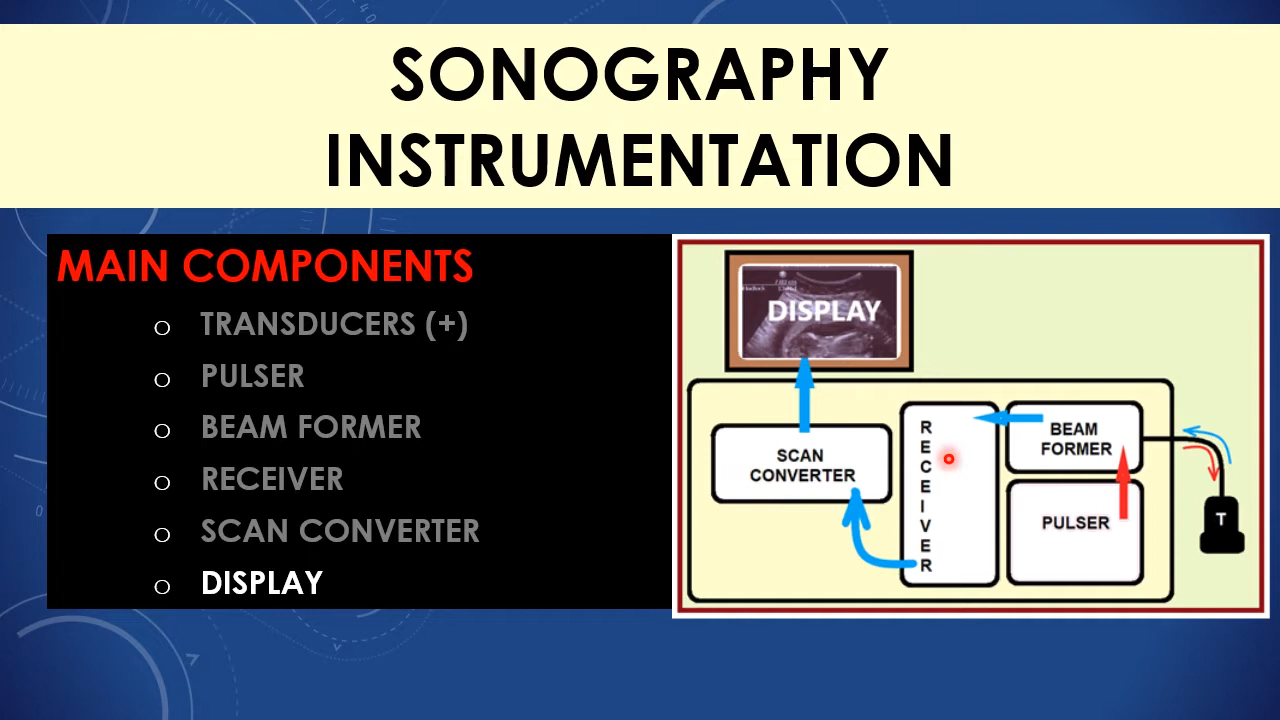 SONOGRAPHY
INSTRUMENTATION
MAIN COMPONENTS
o TRANSDUCERS (+)
o PULSER
o BEAM FORMER
o RECEIVER
o SCAN CONVERTER
o DISPLAY
DISPLAY
SCAN
CONVERTER
RECEIVER
BEAM
FORMER
PULSER
T